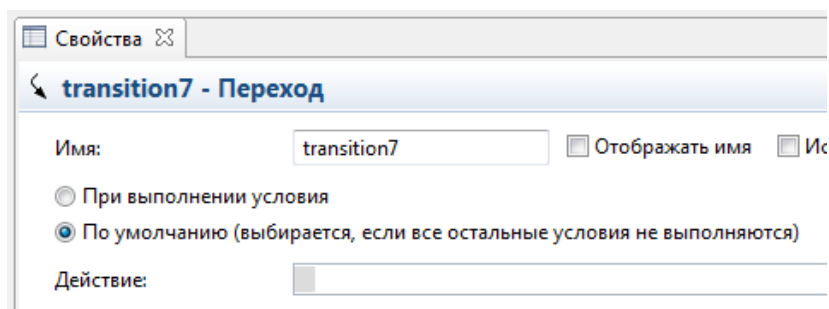 Свойства
transition7 - Переход
Имя: transition7 Отображать имя
При выполнении условия
По умолчанию (выбирается, если все остальные условия не выполняются)
Действие: